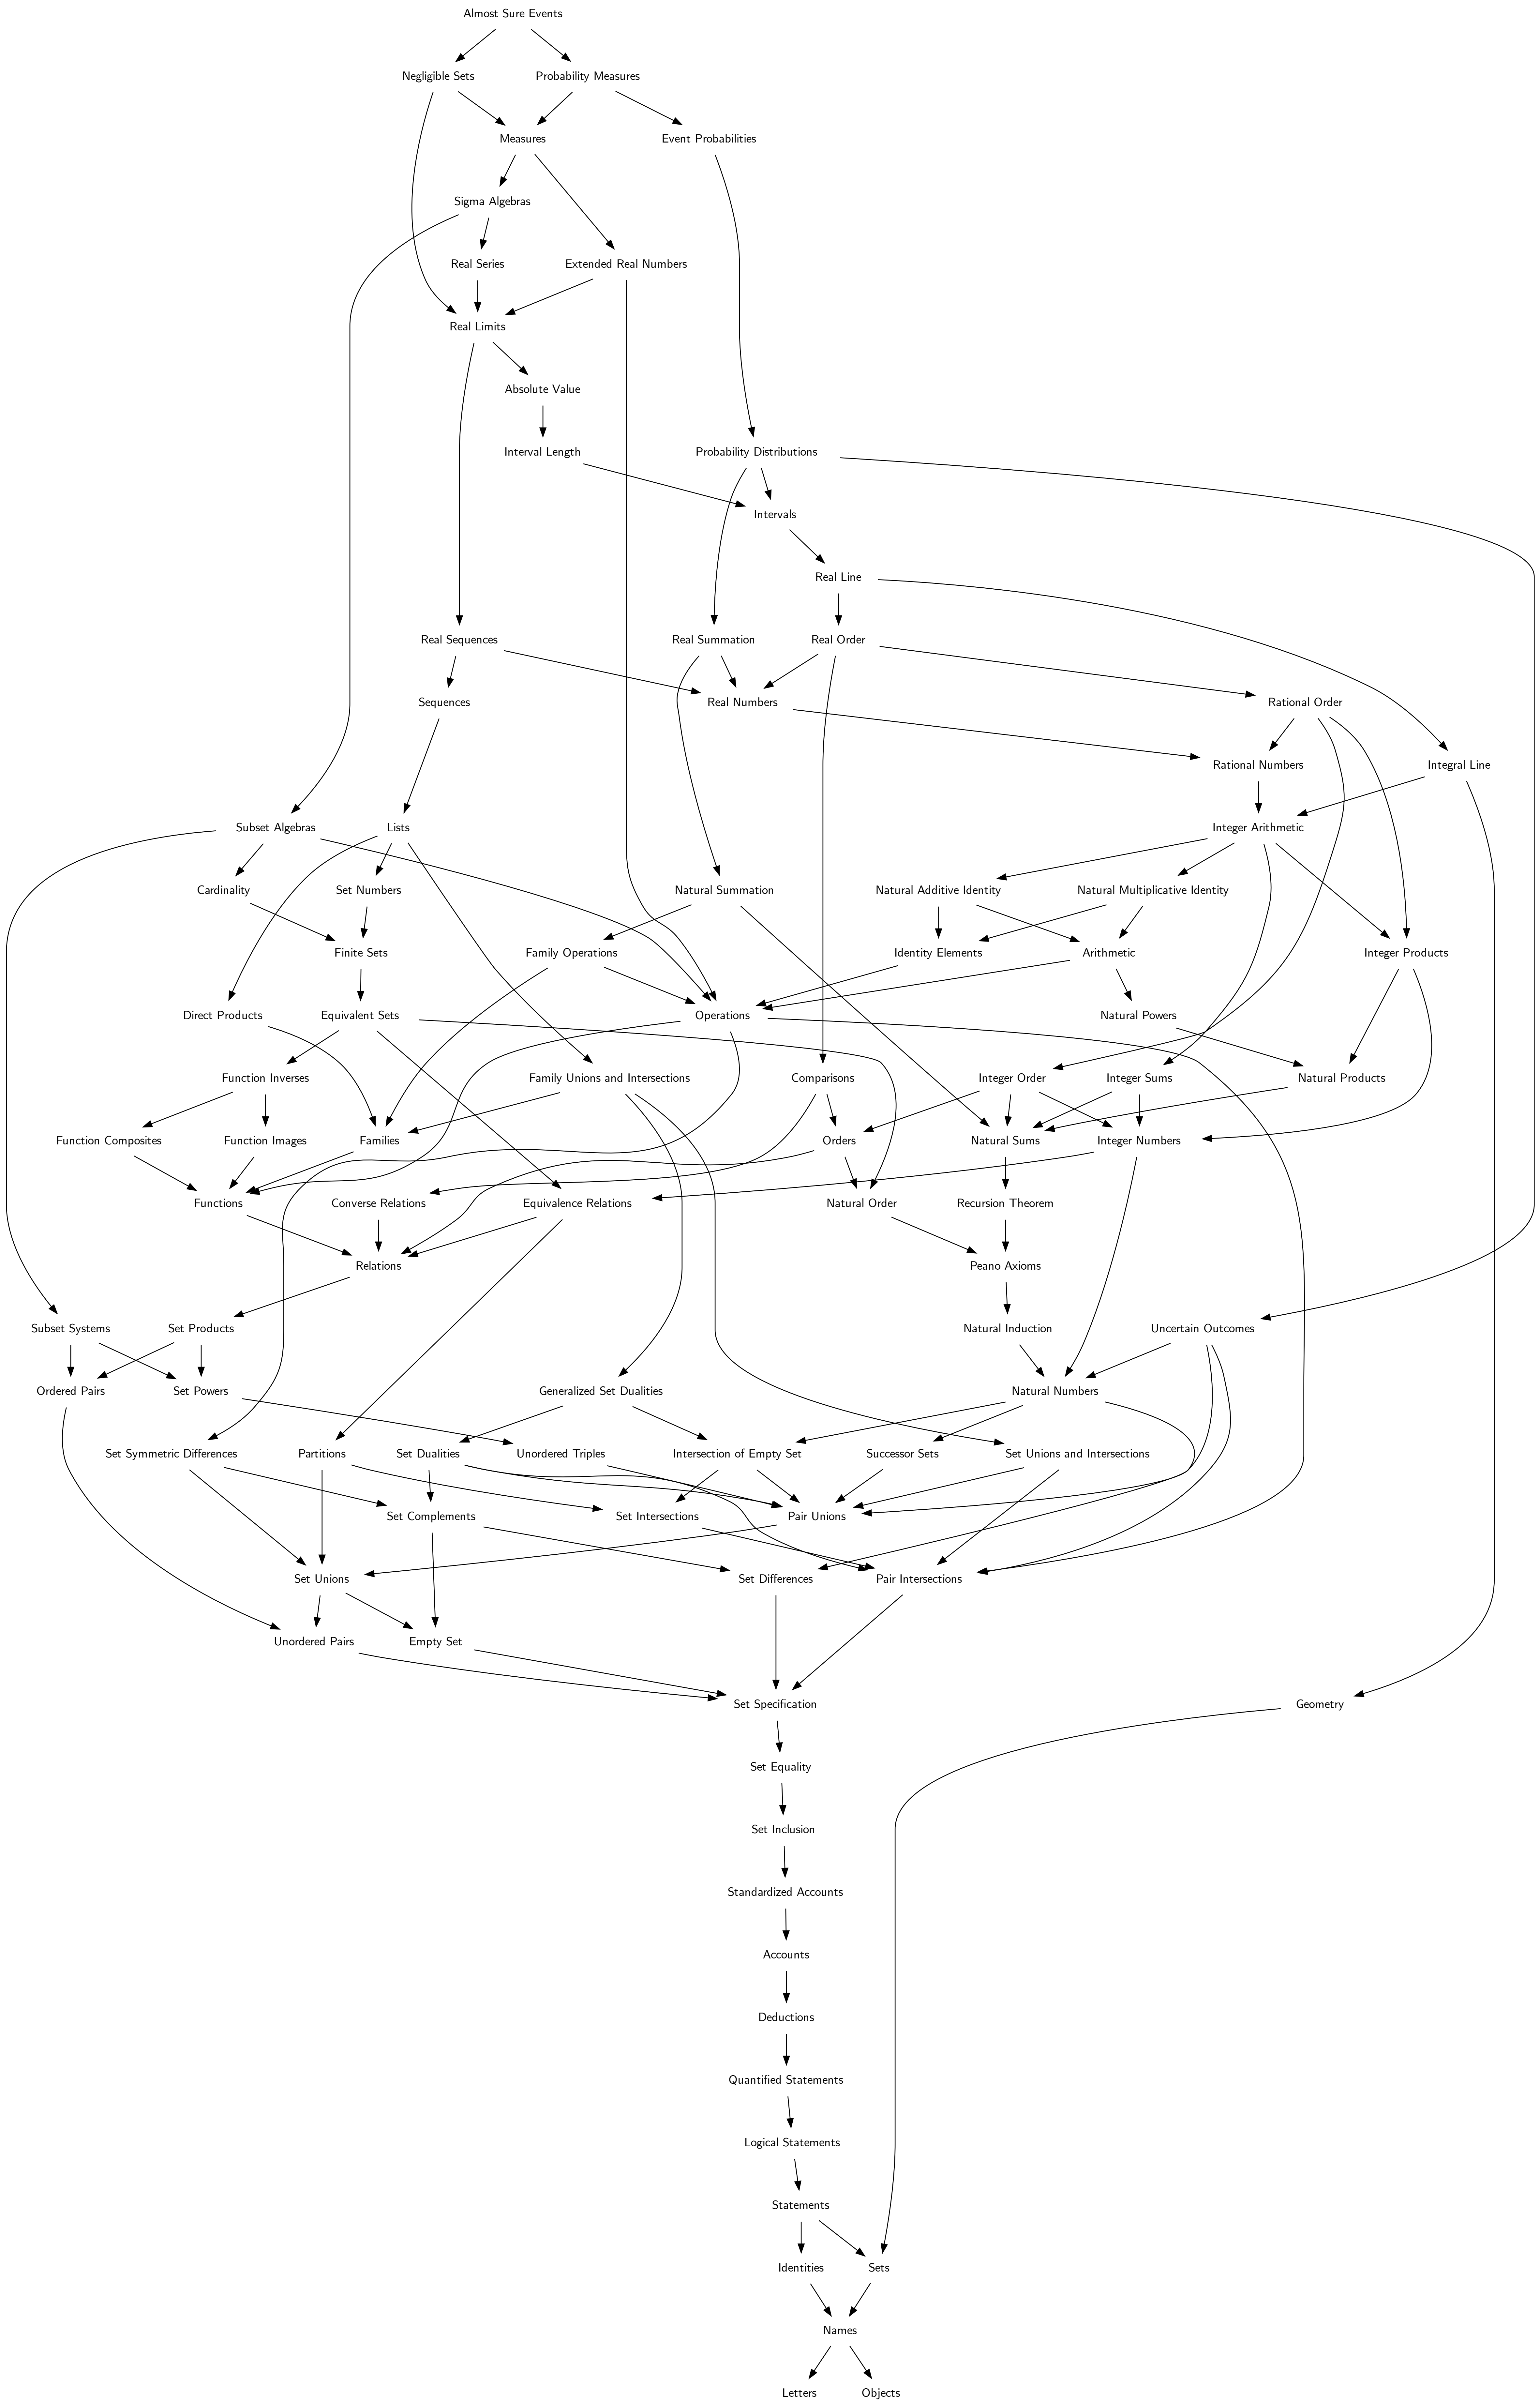 Almost Sure Events
Negligible Sets
Probability Measures
Measures
Event Probabilities
Sigma Algebras
Real Series
Extended Real Numbers
Real Limits
Absolute Value
Interval Length
Probability Distributions
Intervals
Real Line
Real Sequences
Real Summation
Real Order
Sequences
Real Numbers
Rational Order
Rational Numbers
Integral Line
Subset Algebras
Lists
Integer Arithmetic
Cardinality
Set Numbers
Natural Summation
Natural Additive Identity
Natural Multiplicative Identity
Finite Sets
Family Operations
Identity Elements
Arithmetic
Integer Products
Direct Products
Equivalent Sets
Operations
Natural Powers
Function Inverses
Family Unions and Intersections
Comparisons
Integer Order
Integer Sums
Natural Products
Function Composites
Function Images
Families
Orders
Natural Sums
Integer Numbers
Functions
Converse Relations
Equivalence Relations
Natural Order
Recursion Theorem
Relations
Peano Axioms
Subset Systems
Set Products
Natural Induction
Uncertain Outcomes
Ordered Pairs
Set Powers
Generalized Set Dualities
Natural Numbers
Set Symmetric Differences
Partitions
Set Dualities
Unordered Triples
Intersection of Empty Set
Successor Sets
Set Unions and Intersections
Set Complements
Set Intersections
Pair Unions
Set Unions
Set Differences
Pair Intersections
Unordered Pairs
Empty Set
Set Specification
Geometry
Set Equality
Set Inclusion
Standardized Accounts
Accounts
Deductions
Quantified Statements
Logical Statements
Statements
Identities
Sets
Names
Letters
Objects